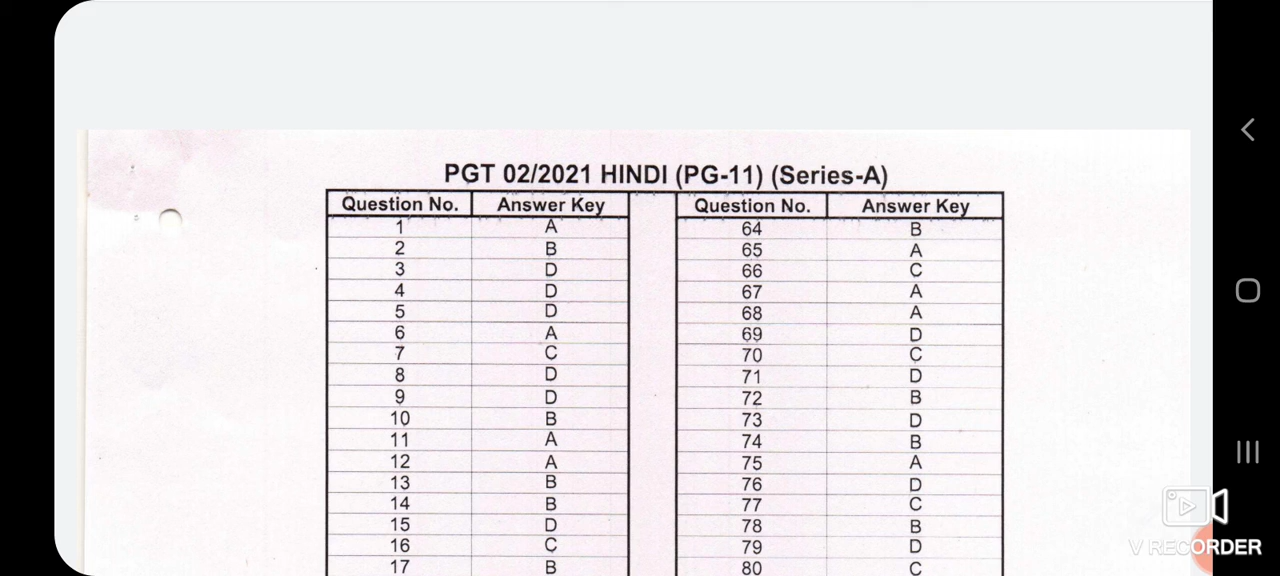 PGT 02/2021 HINDI (PG-11) (Series-A)
Question No. Answer Key Question No. Answer Key
1 A 64 B
2 B 65 A
3 D 66 C
4 D 67 A
5 D 68 A
6 A 69 D
7 C 70 C
8 D 71 D
9 D 72 B
10 B 73 D
11 A 74 B
12 A 75 A
13 B 76 D
14 B 77 C
15 D 78 B
16 C 79 D
17 B 80 C
V RECORDER